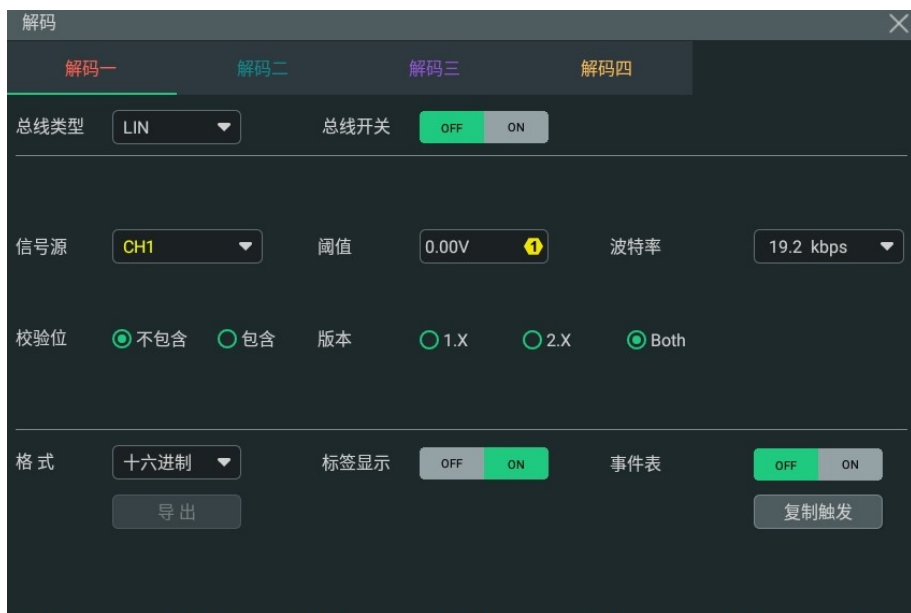 解码
解码一 解码二 解码三 解码四
总线类型 LIN 总线开关 OFF ON
信号源 CH1 阈值 0.00V 1 波特率 19.2 kbps
校验位 不包含 包含 版本 1.X 2.X Both
格式 十六进制 标签显示 OFF ON 事件表 OFF ON
导出 复制触发